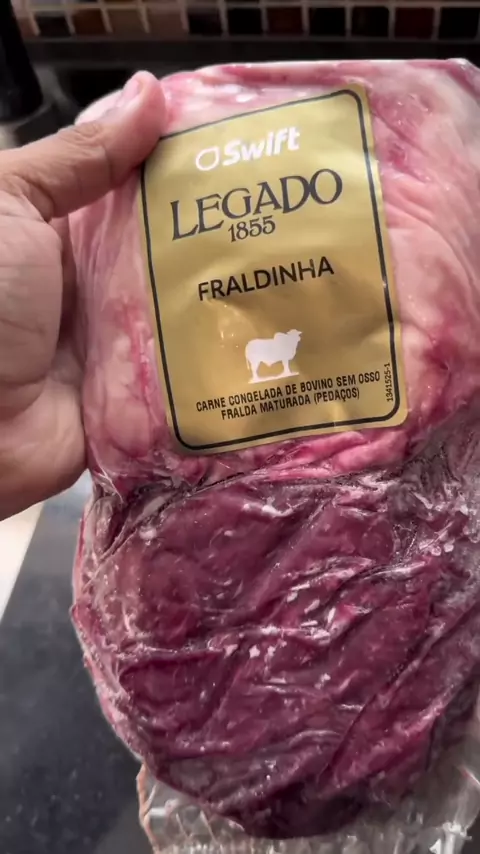 Swift
LEGADO
1855
FRALDINHA
CARNE CONGELADA DE BOVINO SEM OSSO
FRALDA MATURADA (PEDAÇOS)
1341525-1